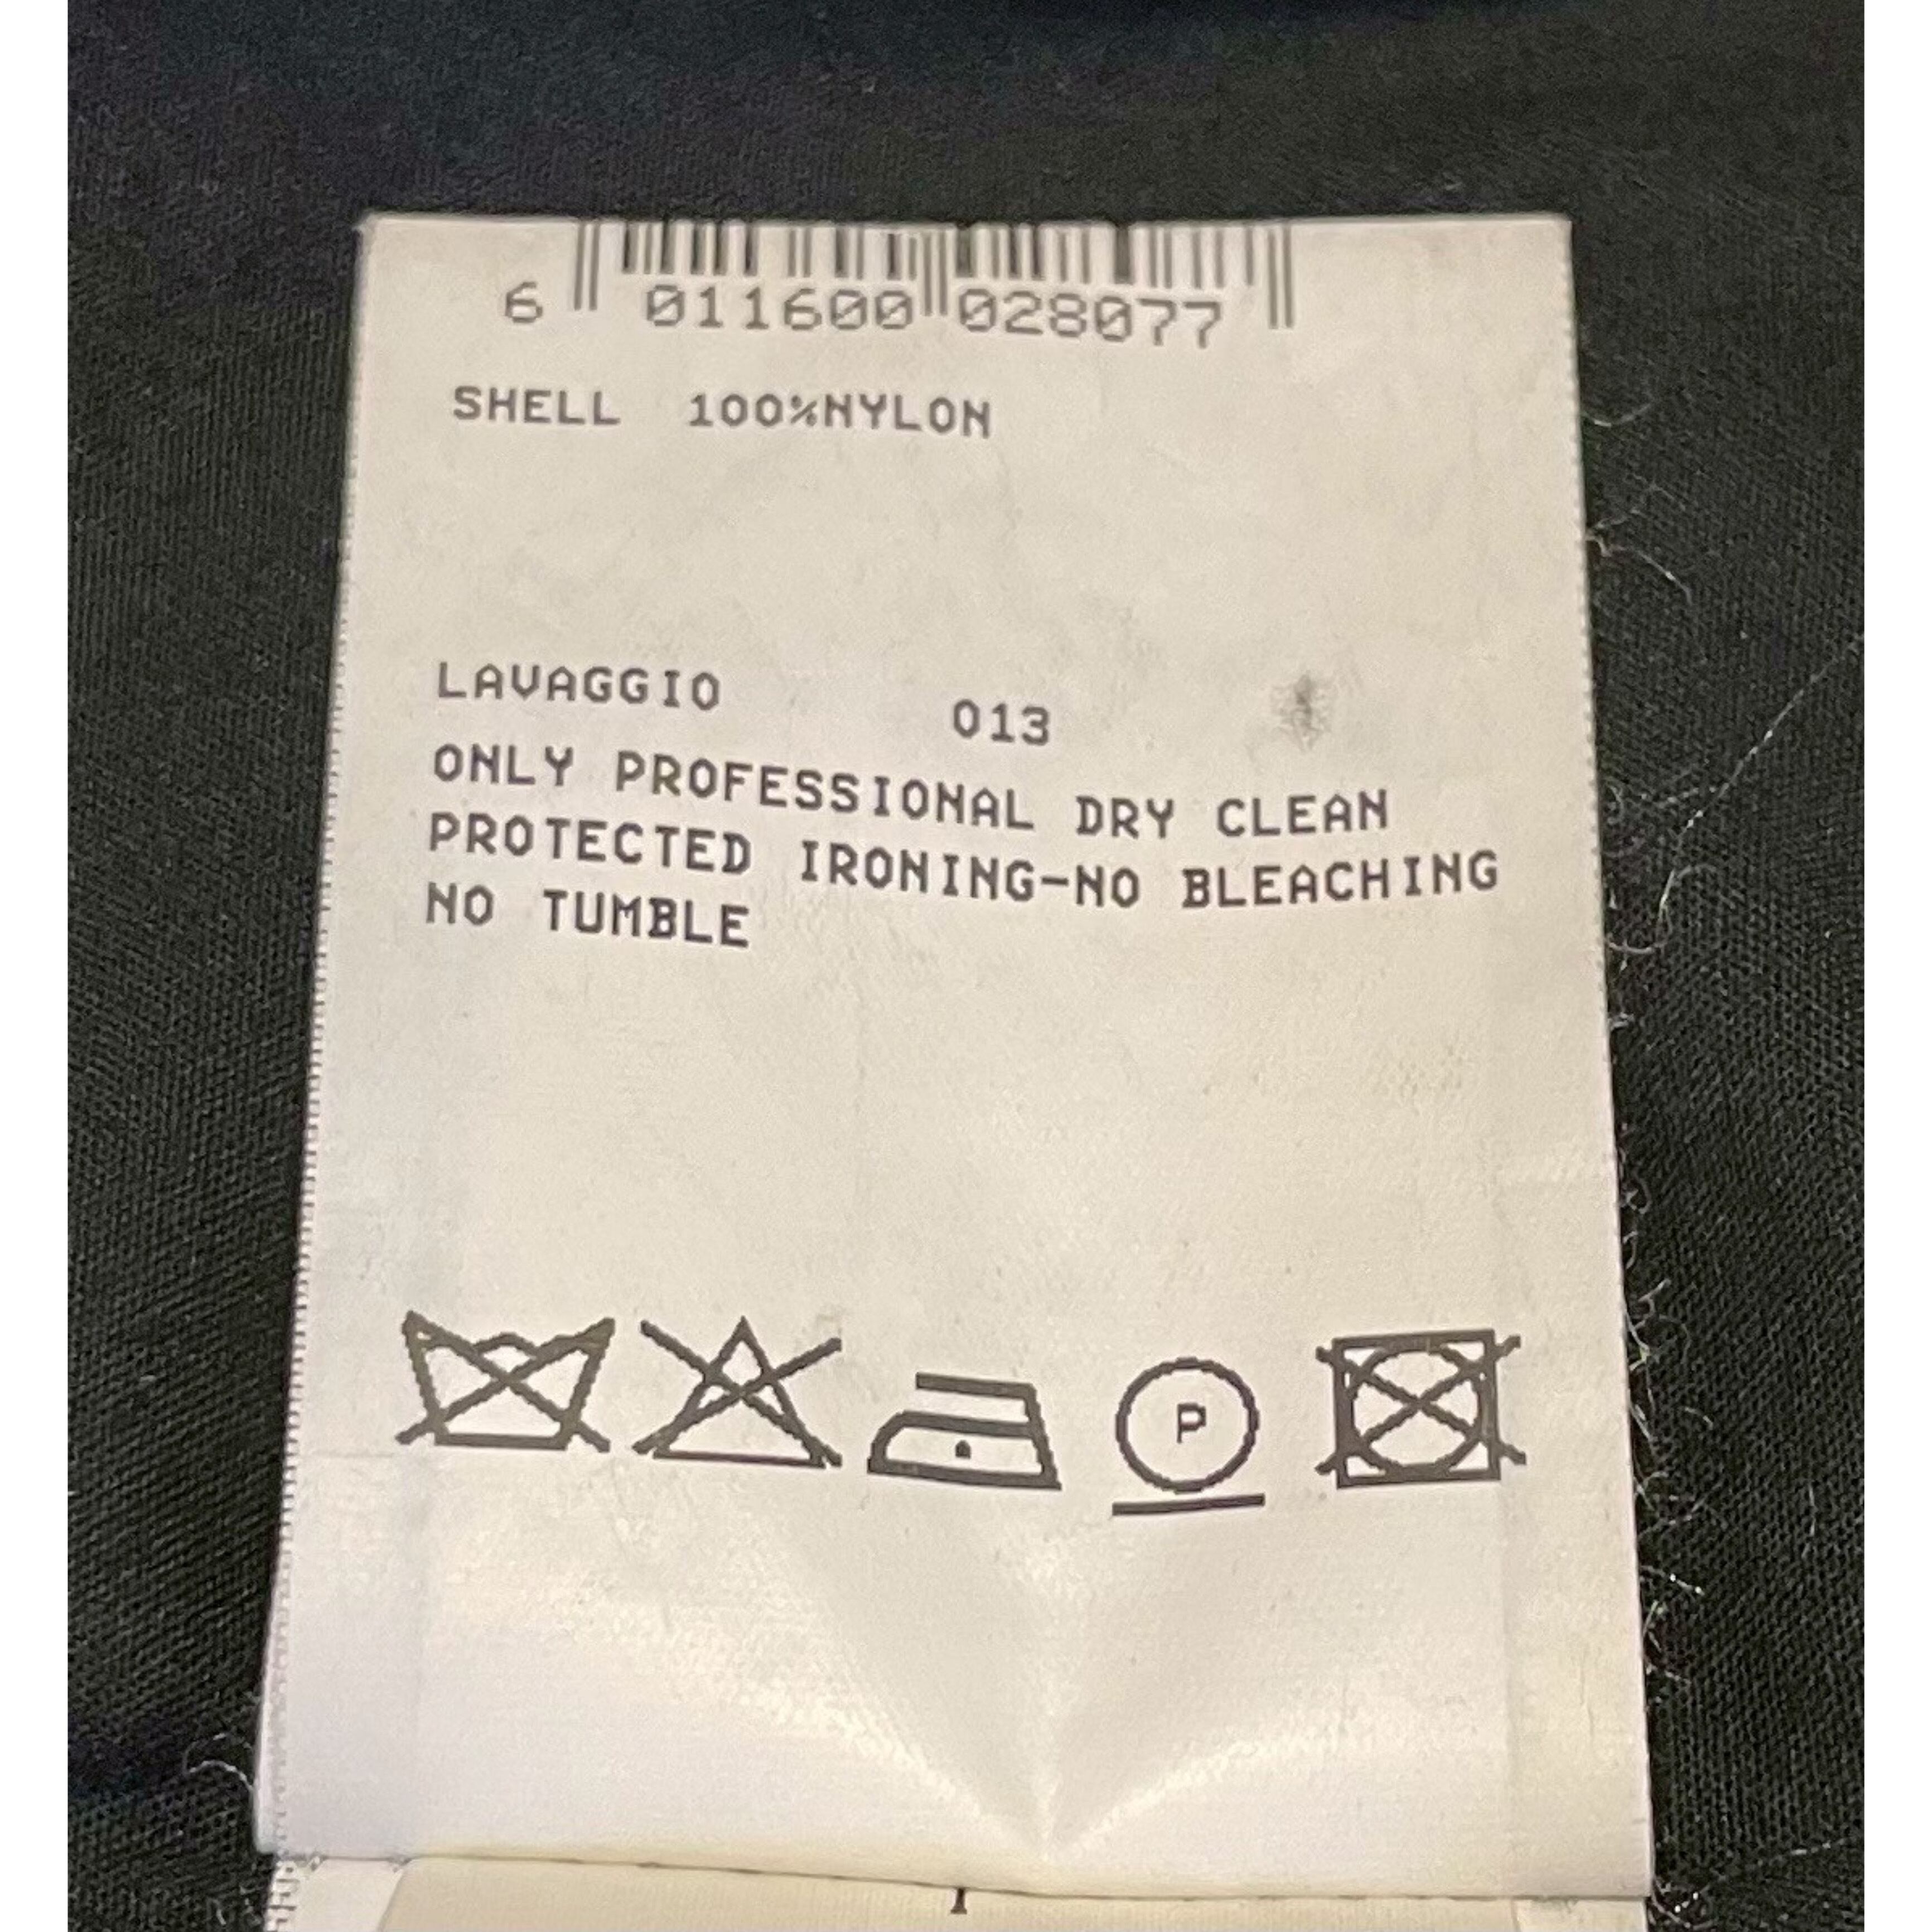 6 011600 028077
SHELL 100%NYLON
LAVAGGIO 013
ONLY PROFESSIONAL DRY CLEAN
PROTECTED IRONING-NO BLEACHING
NO TUMBLE
P